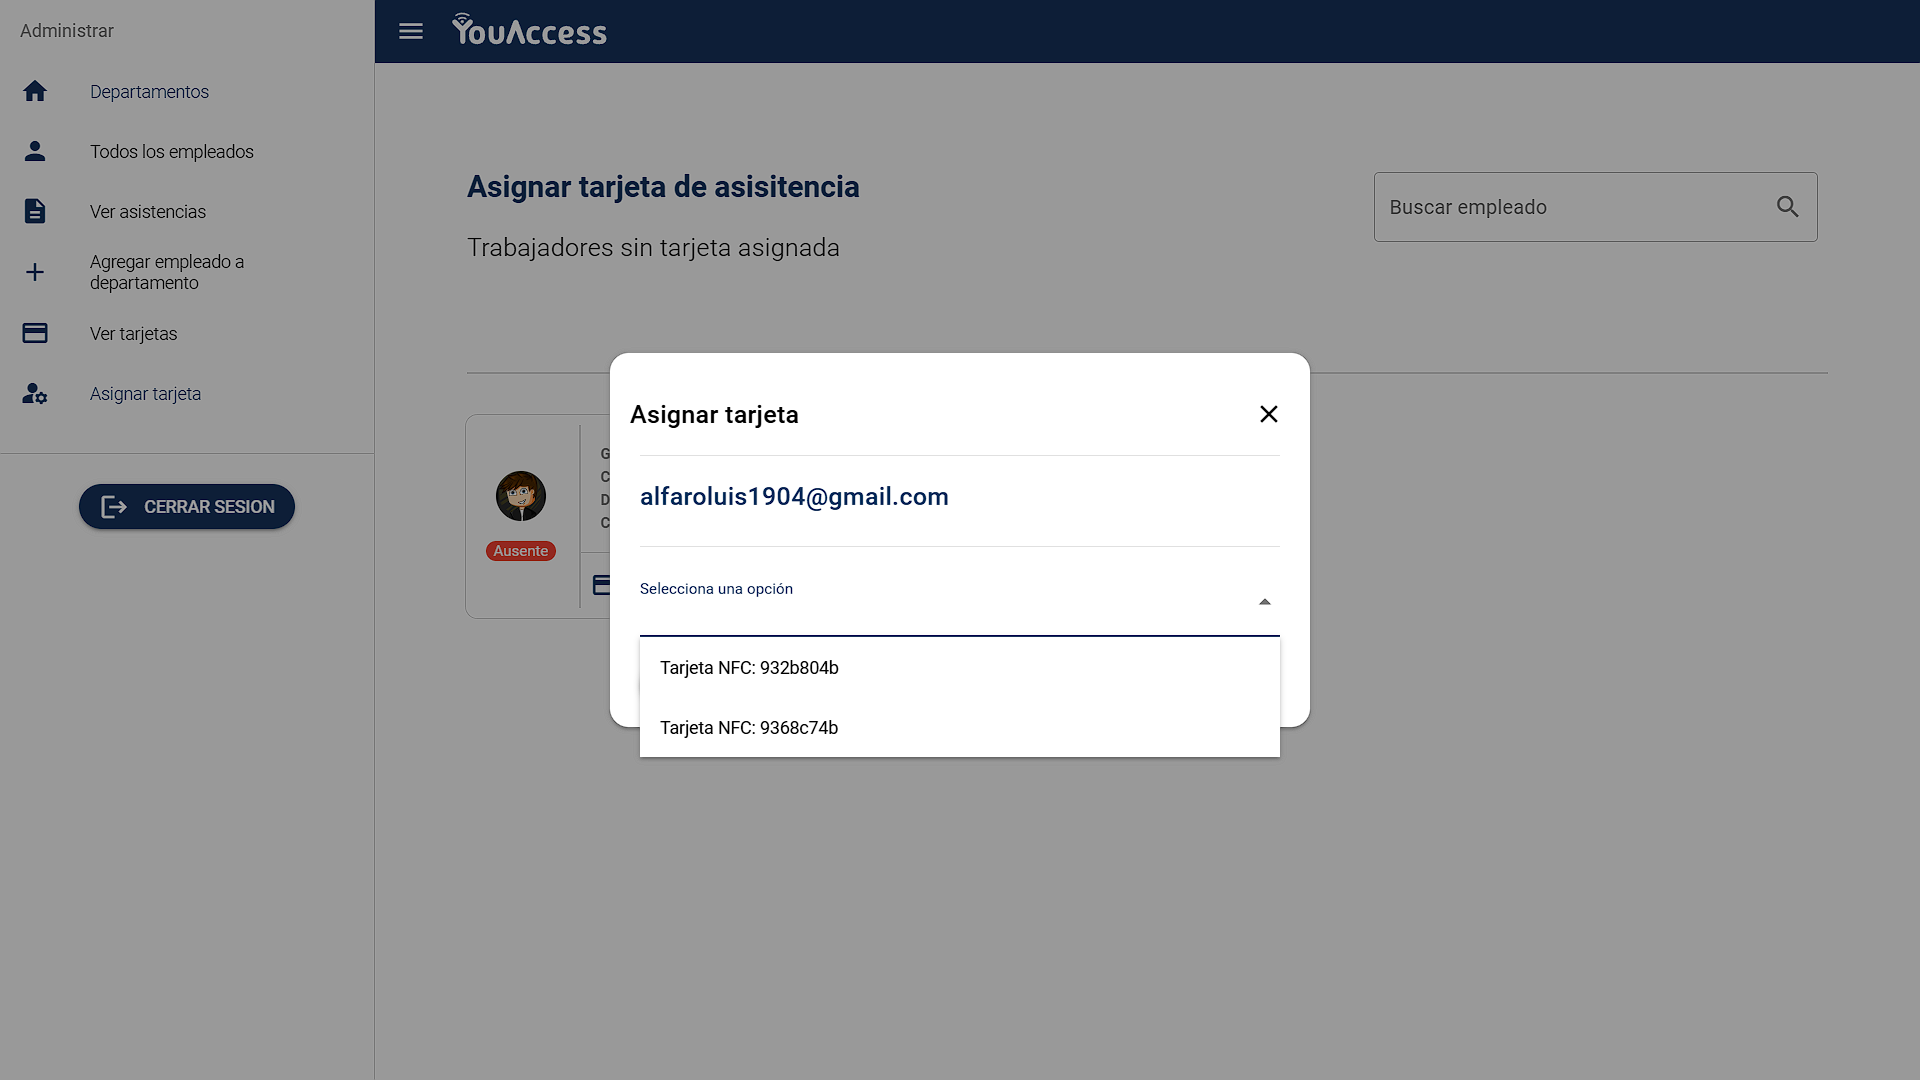 Administrar
Departamentos
Todos los empleados
Ver asistencias
Agregar empleado a
departamento
Ver tarjetas
Asignar tarjeta
CERRAR SESION
YouAccess
Asignar tarjeta de asisitencia
Trabajadores sin tarjeta asignada
Buscar empleado
Ausente
G
C
D
C
Asignar tarjeta
alfaroluis1904@gmail.com
Selecciona una opción
Tarjeta NFC: 932b804b
Tarjeta NFC: 9368c74b